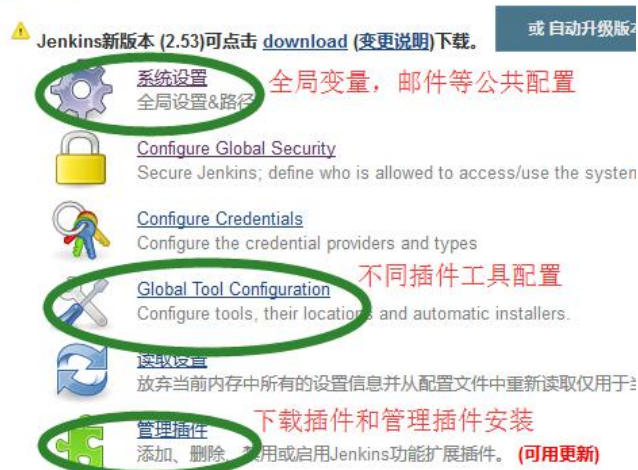 Jenkins新版本 (2.53)可点击 download (变更说明)下载。
或 自动升级版本
系统设置
全局变量，邮件等公共配置
全局设置&路径
Configure Global Security
Secure Jenkins; define who is allowed to access/use the system
Configure Credentials
Configure the credential providers and types
不同插件工具配置
Global Tool Configuration
Configure tools, their locations and automatic installers.
读取设置
放弃当前内存中所有的设置信息并从配置文件中重新读取仅用于当
下载插件和管理插件安装
管理插件
添加、删除、禁用或启用Jenkins功能扩展插件。 (可用更新)